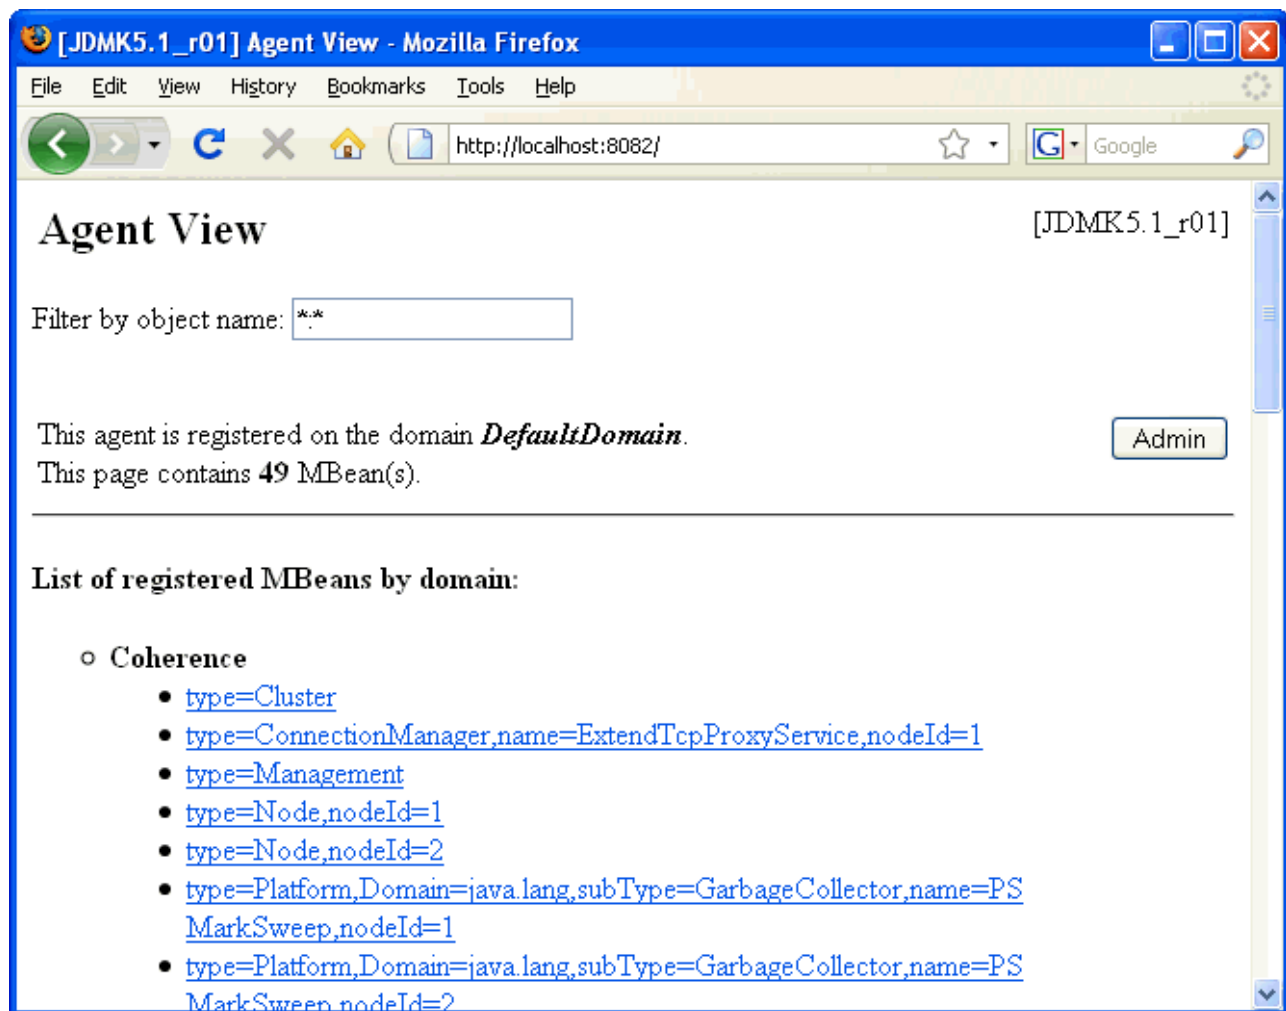 [JDMK5.1_r01] Agent View - Mozilla Firefox
File Edit View History Bookmarks Tools Help
http://localhost:8082/ G Google
Agent View [JDMK5.1_r01]
Filter by object name: *:*
This agent is registered on the domain DefaultDomain. Admin
This page contains 49 MBean(s).
List of registered MBeans by domain:
Coherence
type=Cluster
type=ConnectionManager,name=ExtendTcpProxyService,nodeId=1
type=Management
type=Node,nodeId=1
type=Node,nodeId=2
type=Platform,Domain=java.lang,subType=GarbageCollector,name=PS
MarkSweep,nodeId=1
type=Platform,Domain=java.lang,subType=GarbageCollector,name=PS
MarkSweep,nodeId=2